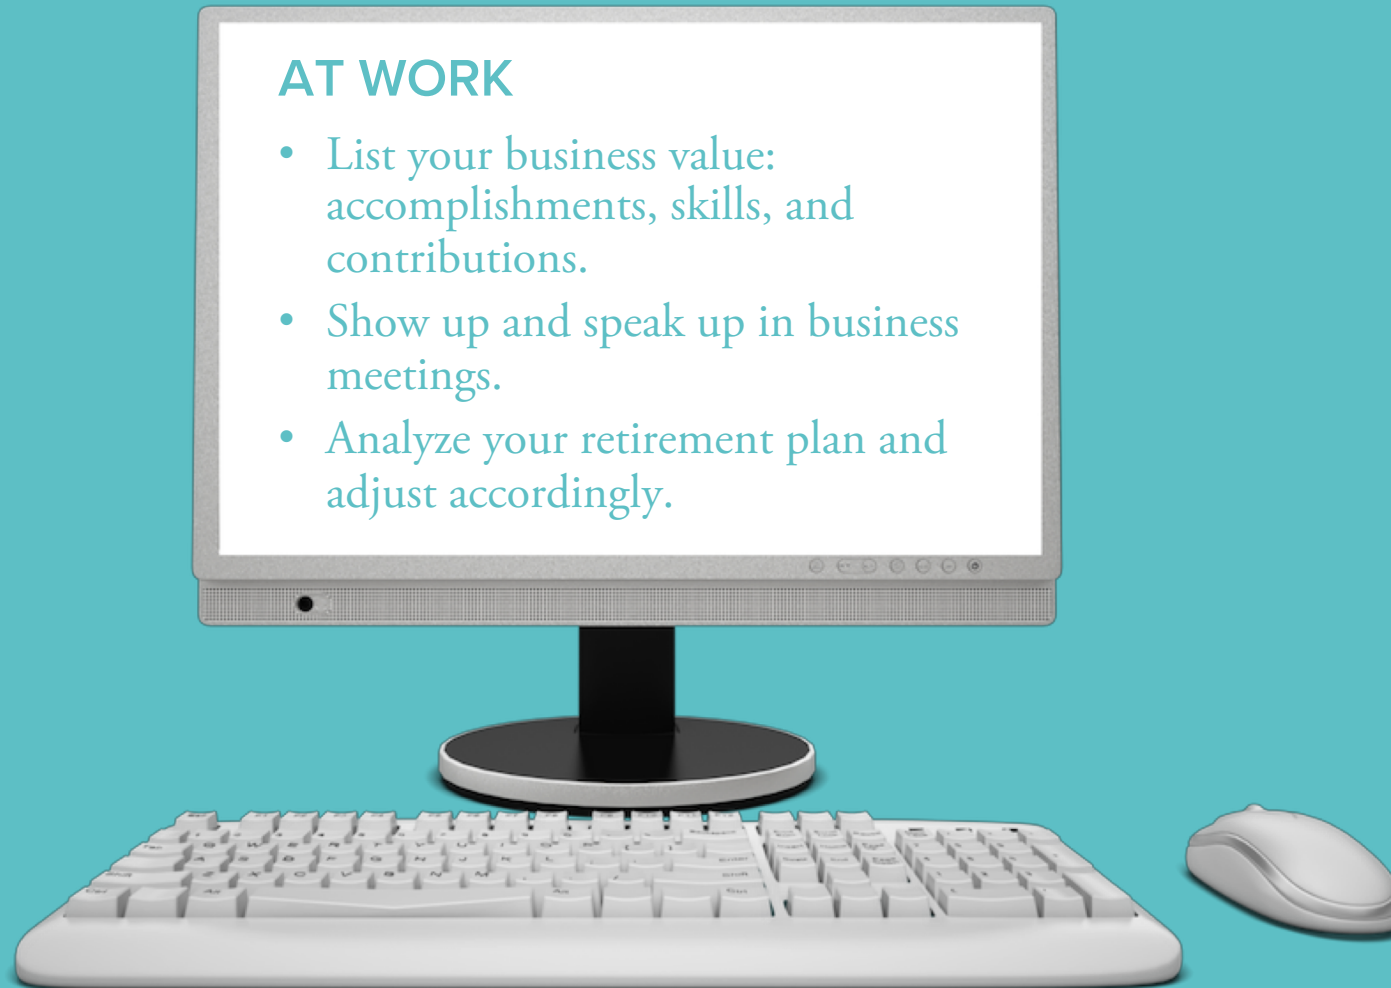 AT WORK
• List your business value:
accomplishments, skills, and
contributions.
• Show up and speak up in business
meetings.
• Analyze your retirement plan and
adjust accordingly.